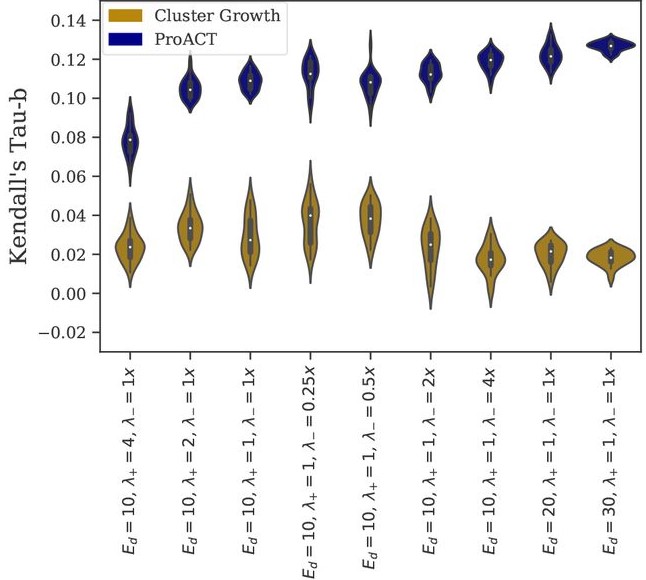 Cluster Growth
ProACT
Kendall's Tau-b
0.14
0.12
0.10
0.08
0.06
0.04
0.02
0.00
−0.02
E_d = 10, λ_+ = 4, λ_− = 1x
E_d = 10, λ_+ = 2, λ_− = 1x
E_d = 10, λ_+ = 1, λ_− = 1x
E_d = 10, λ_+ = 1, λ_− = 0.25x
E_d = 10, λ_+ = 1, λ_− = 0.5x
E_d = 10, λ_+ = 1, λ_− = 2x
E_d = 10, λ_+ = 1, λ_− = 4x
E_d = 20, λ_+ = 1, λ_− = 1x
E_d = 30, λ_+ = 1, λ_− = 1x